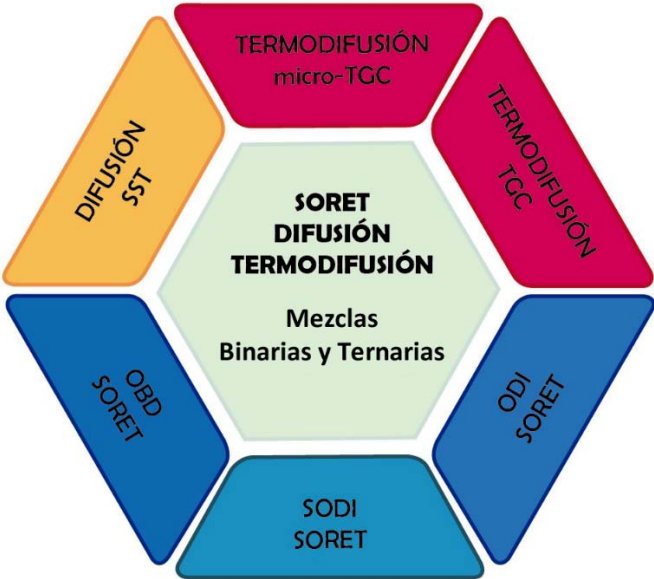 TERMODIFUSIÓN
micro-TGC
TERMODIFUSIÓN
TGC
DIFUSIÓN
SST
SORET
DIFUSIÓN
TERMODIFUSIÓN
Mezclas
Binarias y Ternarias
OBD
SORET
ODI
SORET
SODI
SORET